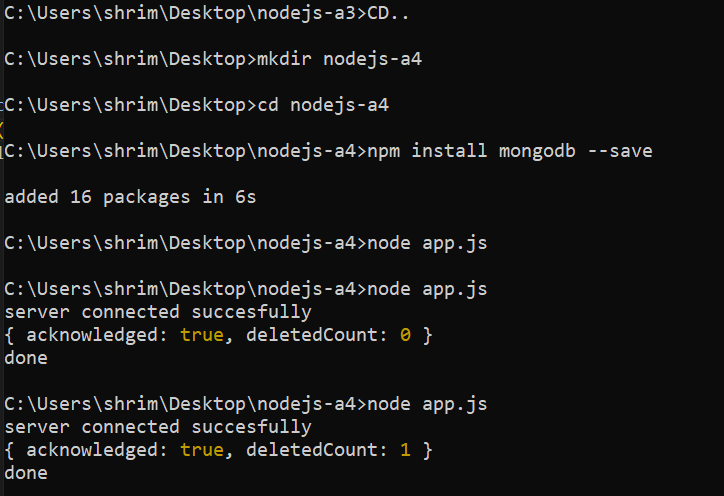 C:\Users\shrim\Desktop\nodejs-a3>CD..
C:\Users\shrim\Desktop>mkdir nodejs-a4
C:\Users\shrim\Desktop>cd nodejs-a4
C:\Users\shrim\Desktop\nodejs-a4>npm install mongodb --save
added 16 packages in 6s
C:\Users\shrim\Desktop\nodejs-a4>node app.js
C:\Users\shrim\Desktop\nodejs-a4>node app.js
server connected succesfully
{ acknowledged: true, deletedCount: 0 }
done
C:\Users\shrim\Desktop\nodejs-a4>node app.js
server connected succesfully
{ acknowledged: true, deletedCount: 1 }
done